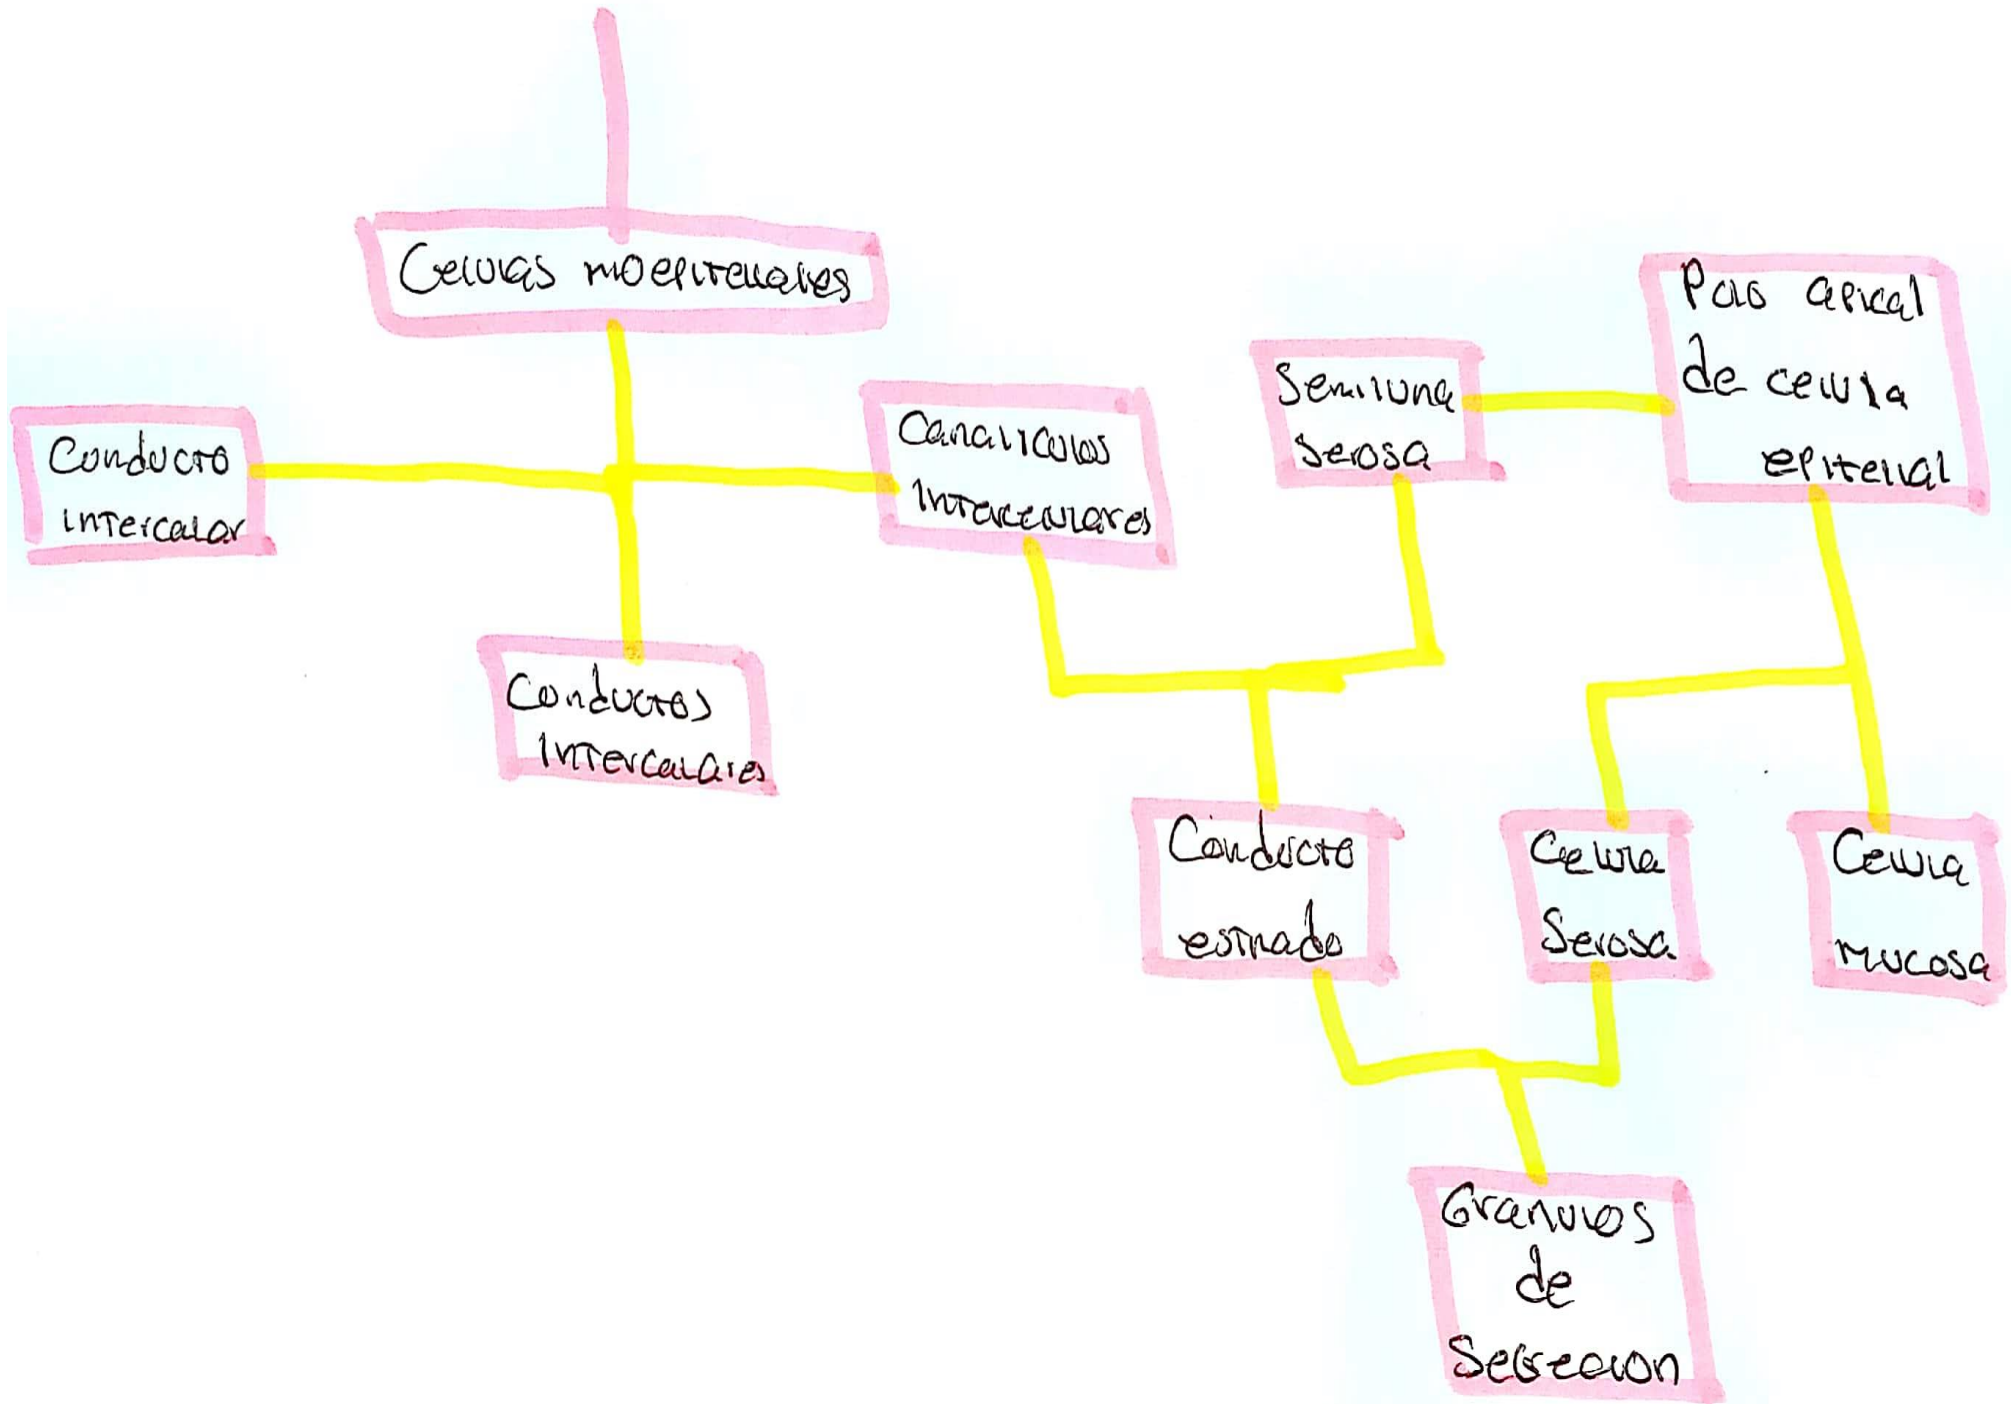 Celulas mioepiteliales
Conducto
intercalar
Canaliculos
intercelulares
Semiluna
serosa
Polo apical
de celula
epitelial
Conductos
intercalares
Conducto
estriado
Celula
Serosa
Celula
mucosa
Granulos
de
Secrecion